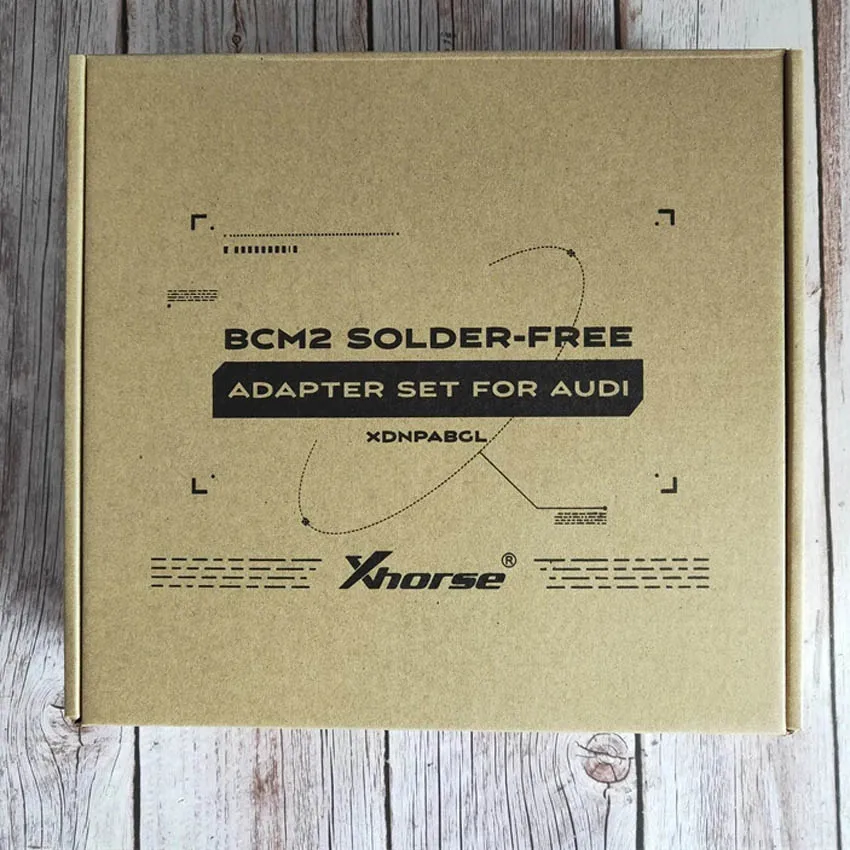 BCM2 SOLDER-FREE
ADAPTER SET FOR AUDI
XDNPABGL
Xhorse®